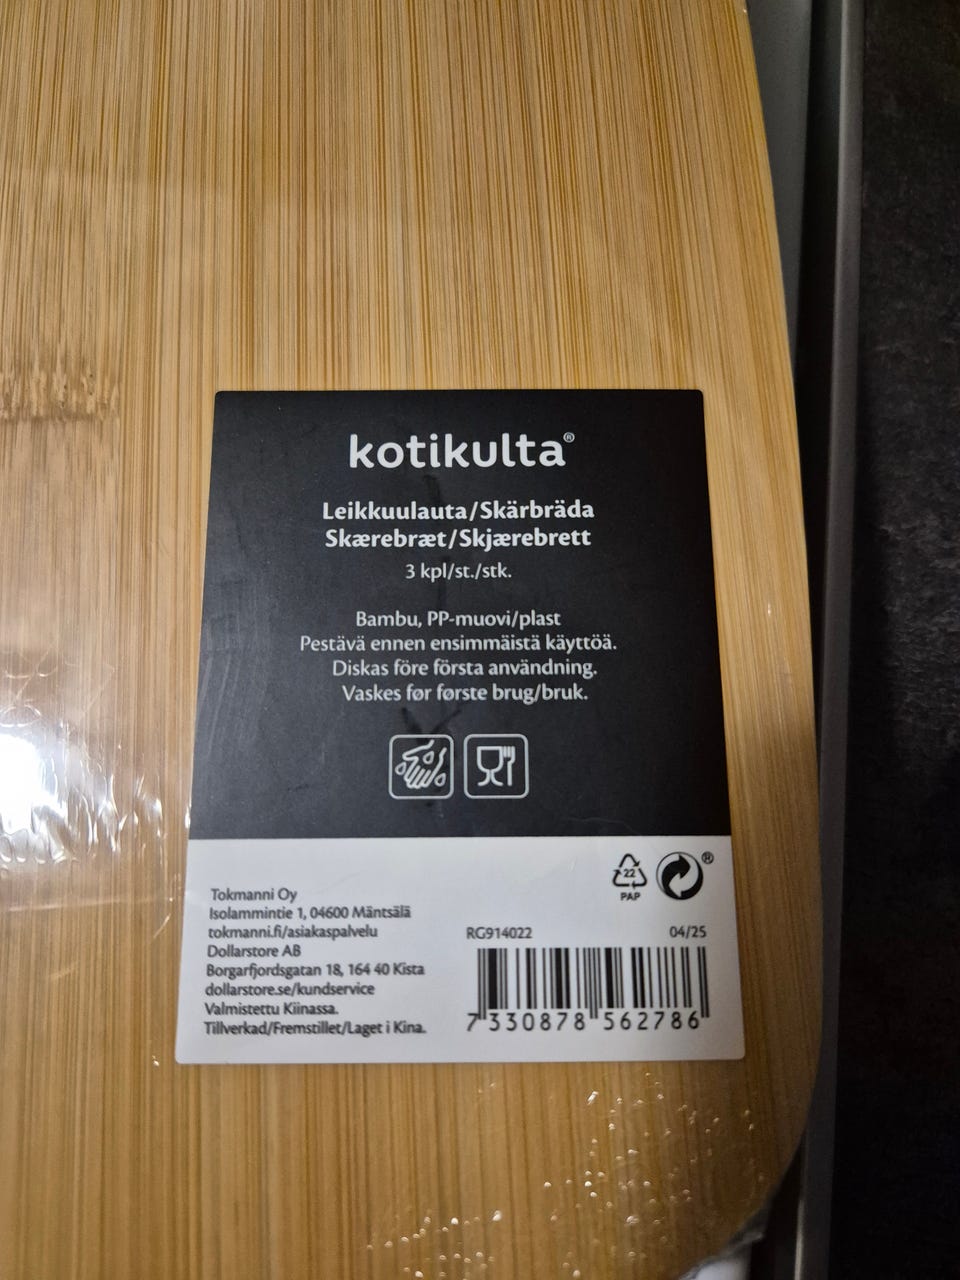 kotikulta®
Leikkuulauta/Skärbräda
Skærebræt/Skjærebrett
3 kpl/st./stk.
Bambu, PP-muovi/plast
Pestävä ennen ensimmäistä käyttöä.
Diskas före första användning.
Vaskes før første brug/bruk.
22
PAP
®
Tokmanni Oy
Isolammintie 1, 04600 Mäntsälä
tokmanni.fi/asiakaspalvelu
Dollarstore AB
Borgarfjordsgatan 18, 164 40 Kista
dollarstore.se/kundservice
Valmistettu Kiinassa.
Tillverkad/Fremstillet/Laget i Kina.
RG914022 04/25
7 330878 562786